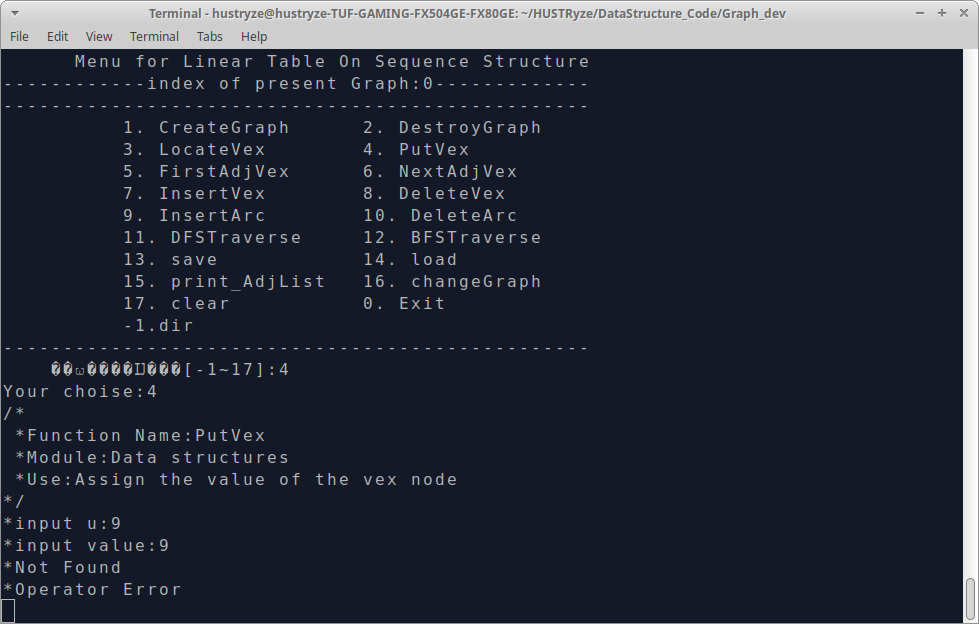 Terminal - hustryze@hustryze-TUF-GAMING-FX504GE-FX80GE: ~/HUSTRyze/DataStructure_Code/Graph_dev
File Edit View Terminal Tabs Help
Menu for Linear Table On Sequence Structure
------------index of present Graph:0-------------
-------------------------------------------------
1. CreateGraph 2. DestroyGraph
3. LocateVex 4. PutVex
5. FirstAdjVex 6. NextAdjVex
7. InsertVex 8. DeleteVex
9. InsertArc 10. DeleteArc
11. DFSTraverse 12. BFSTraverse
13. save 14. load
15. print_AdjList 16. changeGraph
17. clear 0. Exit
-1.dir
-------------------------------------------------
[-1~17]:4
Your choise:4
/*
*Function Name:PutVex
*Module:Data structures
*Use:Assign the value of the vex node
*/
*input u:9
*input value:9
*Not Found
*Operator Error